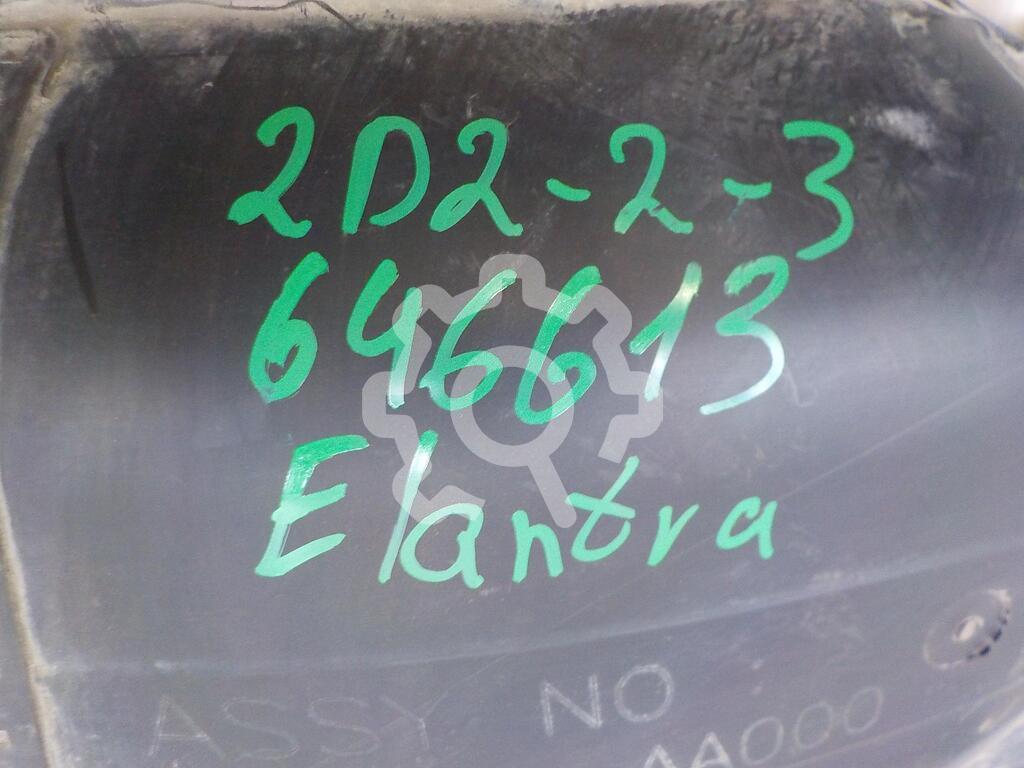 2D2-2-3
646613
Elantra
ASSY NO
AA000